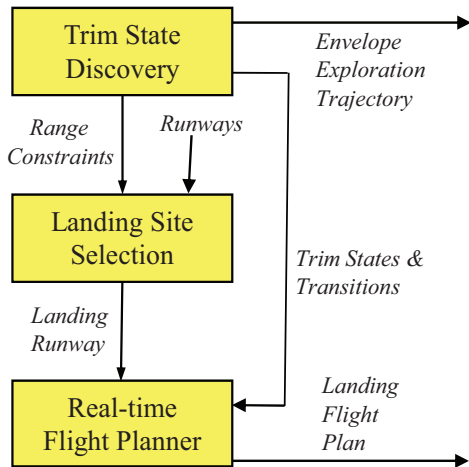 Trim State
Discovery
Envelope
Exploration
Trajectory
Range
Constraints
Runways
Landing Site
Selection
Trim States &
Transitions
Landing
Runway
Real-time
Flight Planner
Landing
Flight
Plan